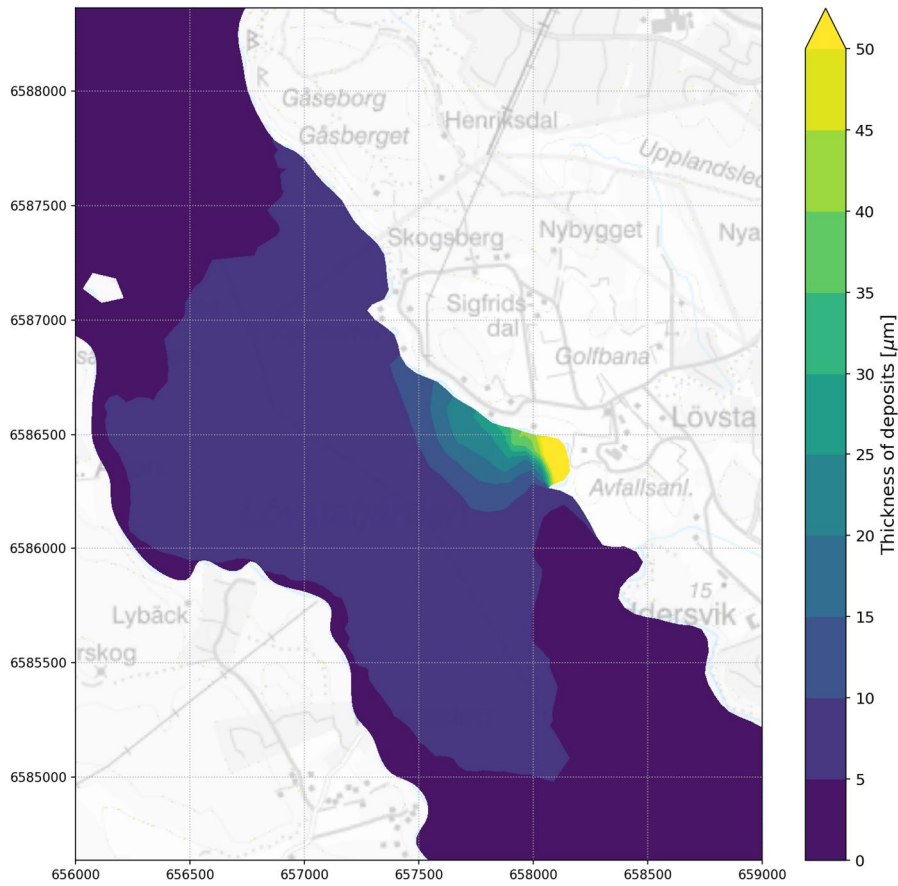 Gåseborg
Gåsberget
Henriksdal
Upplandsled
Skogsberg
Nybygget
Nya
Sigfrids-
dal
Golfbana
Lövsta
Avfallsanl.
15
ldersvik
Lybäck
rskog
6588000
6587500
6587000
6586500
6586000
6585500
6585000
656000
656500
657000
657500
658000
658500
659000
50
45
40
35
30
25
20
15
10
5
0
Thickness of deposits [μm]